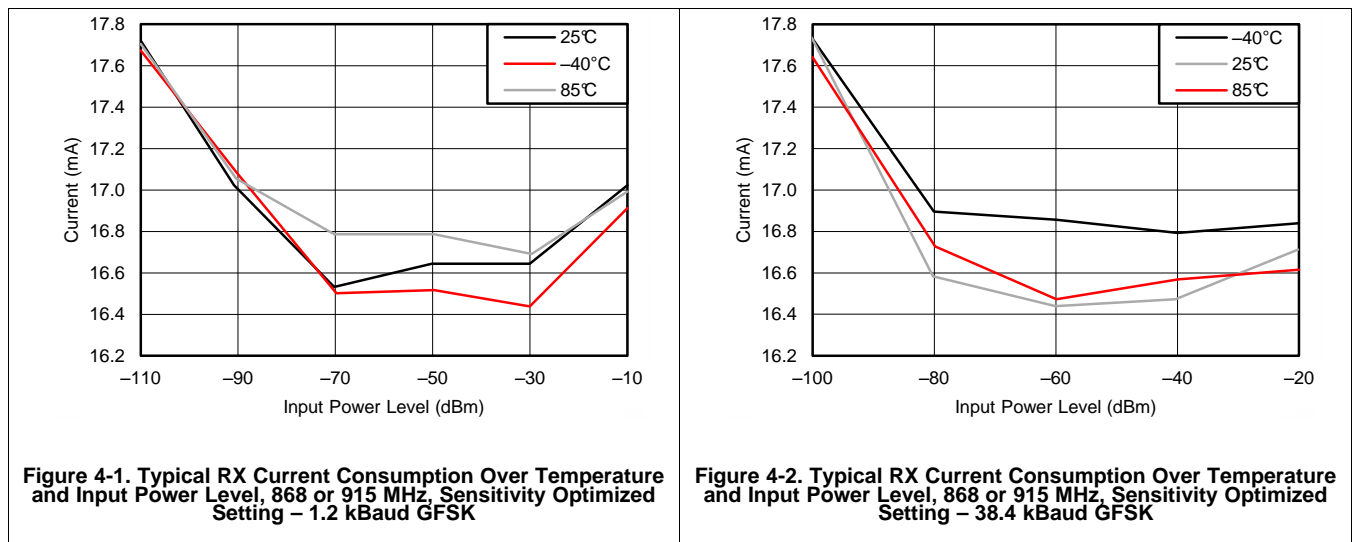 17.8
17.6
17.4
17.2
17.0
16.8
16.6
16.4
16.2
Current (mA)
25°C
–40°C
85°C
–110
–90
–70
–50
–30
–10
Input Power Level (dBm)
Figure 4-1. Typical RX Current Consumption Over Temperature
and Input Power Level, 868 or 915 MHz, Sensitivity Optimized
Setting – 1.2 kBaud GFSK
17.8
17.6
17.4
17.2
17.0
16.8
16.6
16.4
16.2
Current (mA)
–40°C
25°C
85°C
–100
–80
–60
–40
–20
Input Power Level (dBm)
Figure 4-2. Typical RX Current Consumption Over Temperature
and Input Power Level, 868 or 915 MHz, Sensitivity Optimized
Setting – 38.4 kBaud GFSK